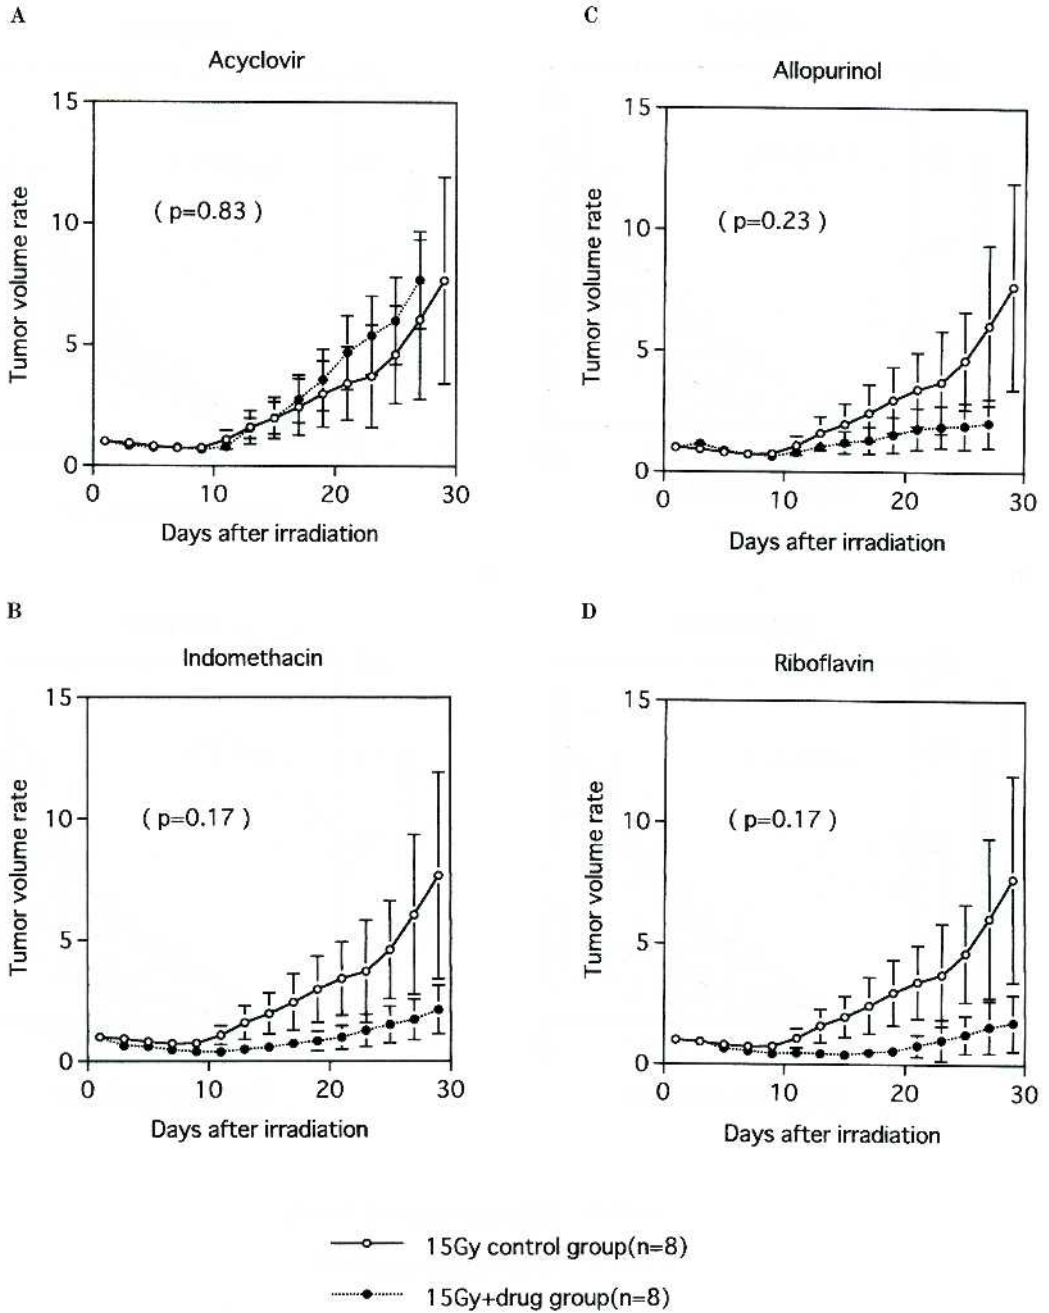 A
Acyclovir
15
10
5
0
Tumor volume rate
( p=0.83 )
0 10 20 30
Days after irradiation
C
Allopurinol
15
10
5
0
Tumor volume rate
(p=0.23 )
0 10 20 30
Days after irradiation
B
Indomethacin
15
10
5
0
Tumor volume rate
( p=0.17 )
0 10 20 30
Days after irradiation
D
Riboflavin
15
10
5
0
Tumor volume rate
( p=0.17 )
0 10 20 30
Days after irradiation
15Gy control group(n=8)
15Gy+drug group(n=8)